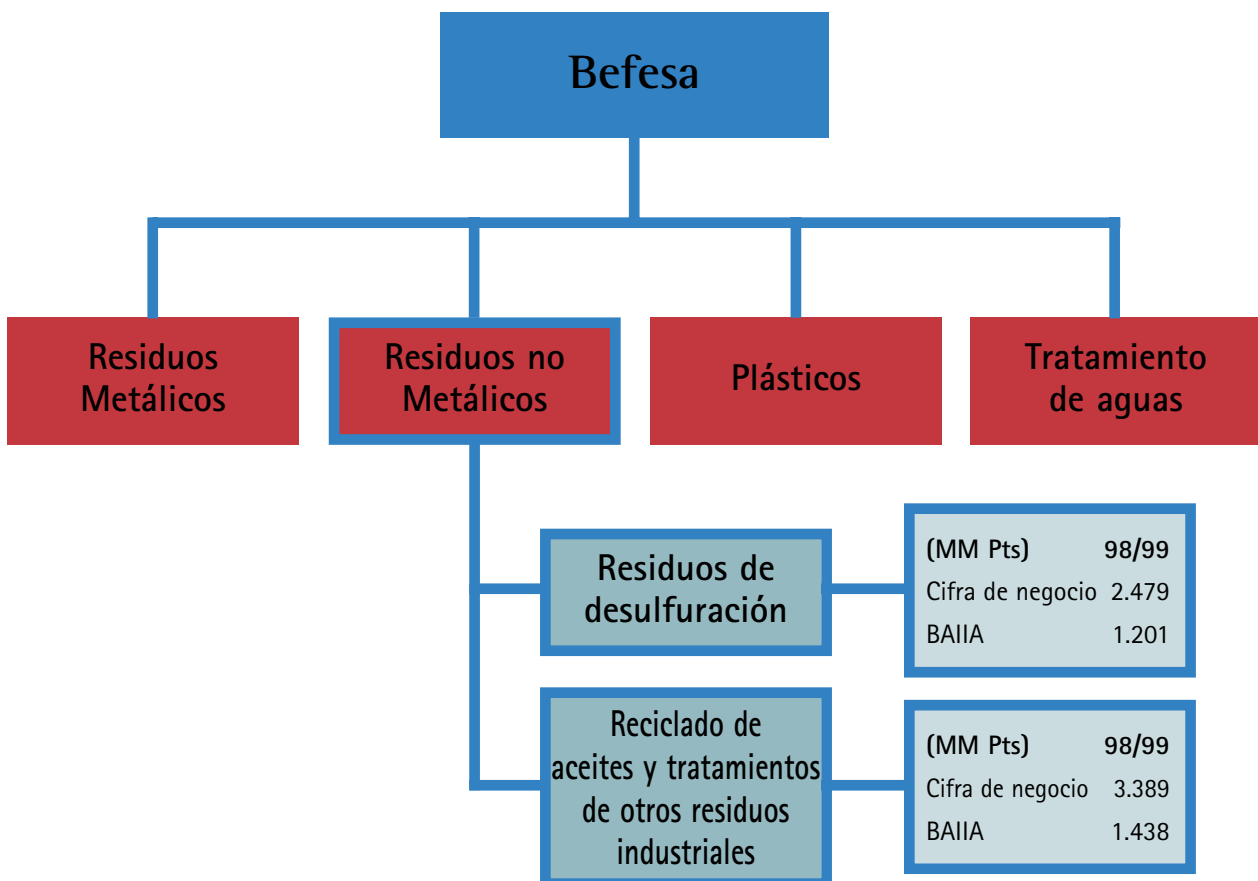 Befesa
Residuos
Metálicos
Residuos no
Metálicos
Plásticos
Tratamiento
de aguas
Residuos de
desulfuración
(MM Pts) 98/99
Cifra de negocio 2.479
BAIIA 1.201
Reciclado de
aceites y tratamientos
de otros residuos
industriales
(MM Pts) 98/99
Cifra de negocio 3.389
BAIIA 1.438